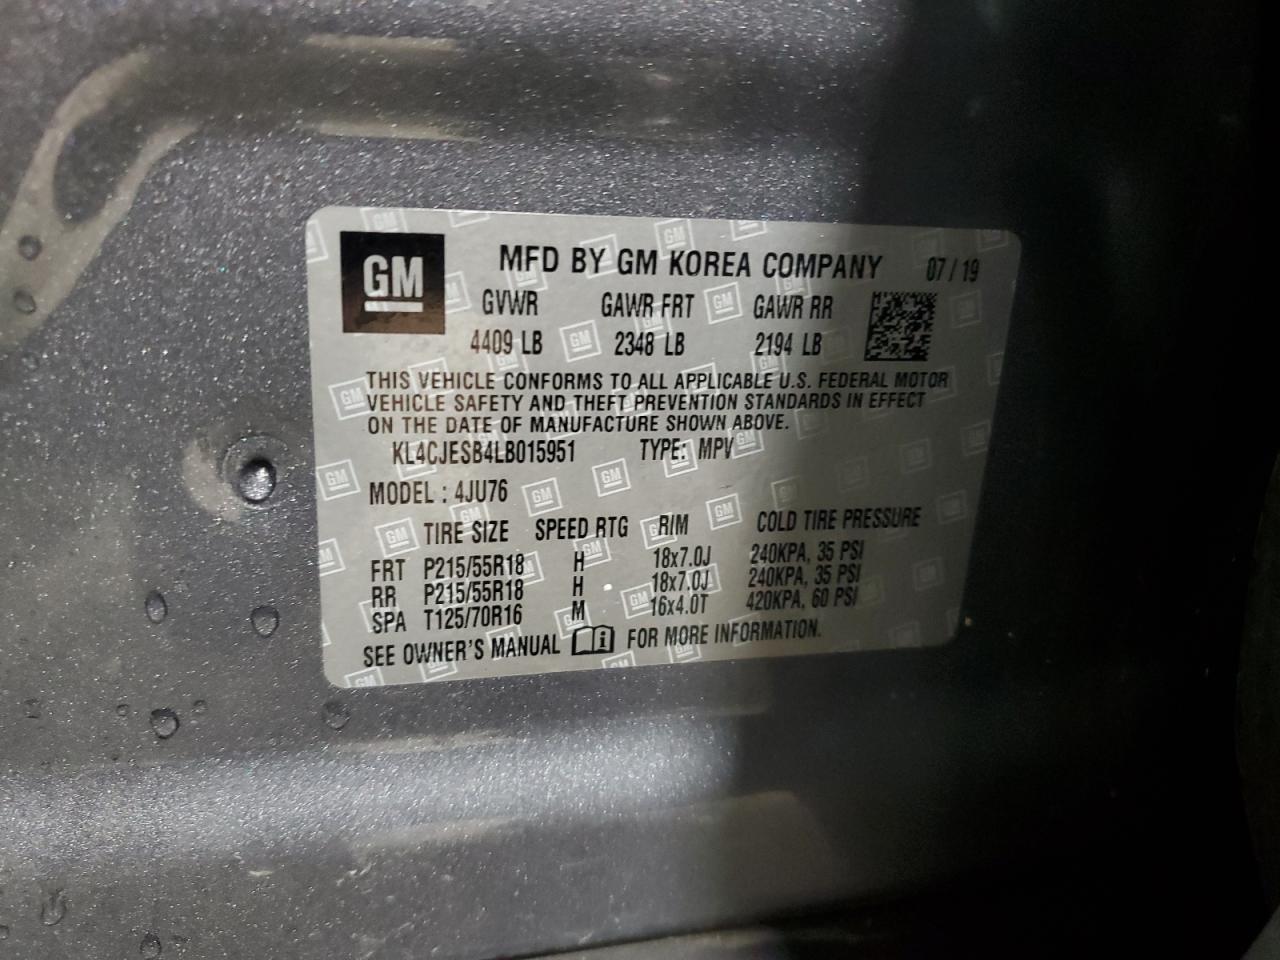 GM MFD BY GM KOREA COMPANY 07/19
GVWR GAWR FRT GAWR RR
4409 LB 2348 LB 2194 LB
THIS VEHICLE CONFORMS TO ALL APPLICABLE U.S. FEDERAL MOTOR
VEHICLE SAFETY AND THEFT PREVENTION STANDARDS IN EFFECT
ON THE DATE OF MANUFACTURE SHOWN ABOVE.
KL4CJESB4LB015951 TYPE: MPV
MODEL : 4JU76
TIRE SIZE SPEED RTG RIM COLD TIRE PRESSURE
FRT P215/55R18 H 18x7.0J 240KPA, 35 PSI
RR P215/55R18 H 18x7.0J 240KPA, 35 PSI
SPA T125/70R16 M 16x4.0T 420KPA, 60 PSI
SEE OWNER'S MANUAL FOR MORE INFORMATION.